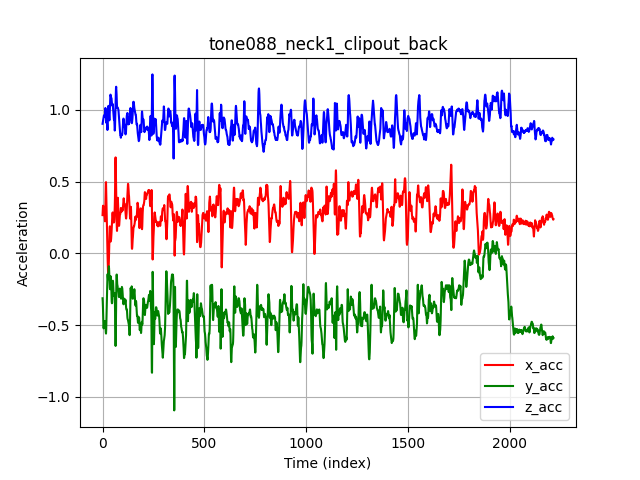 tone088_neck1_clipout_back
Acceleration
1.0
0.5
0.0
−0.5
−1.0
x_acc
y_acc
z_acc
0 500 1000 1500 2000
Time (index)